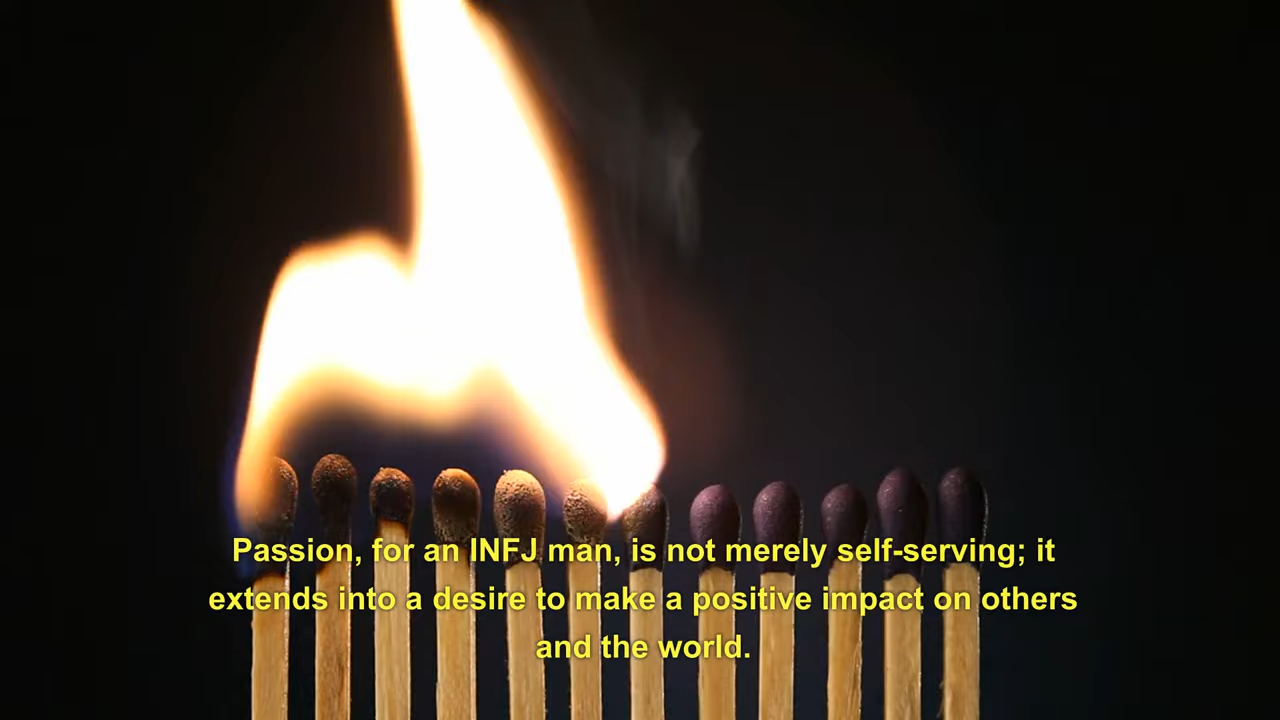 Passion, for an INFJ man, is not merely self-serving; it
extends into a desire to make a positive impact on others
and the world.